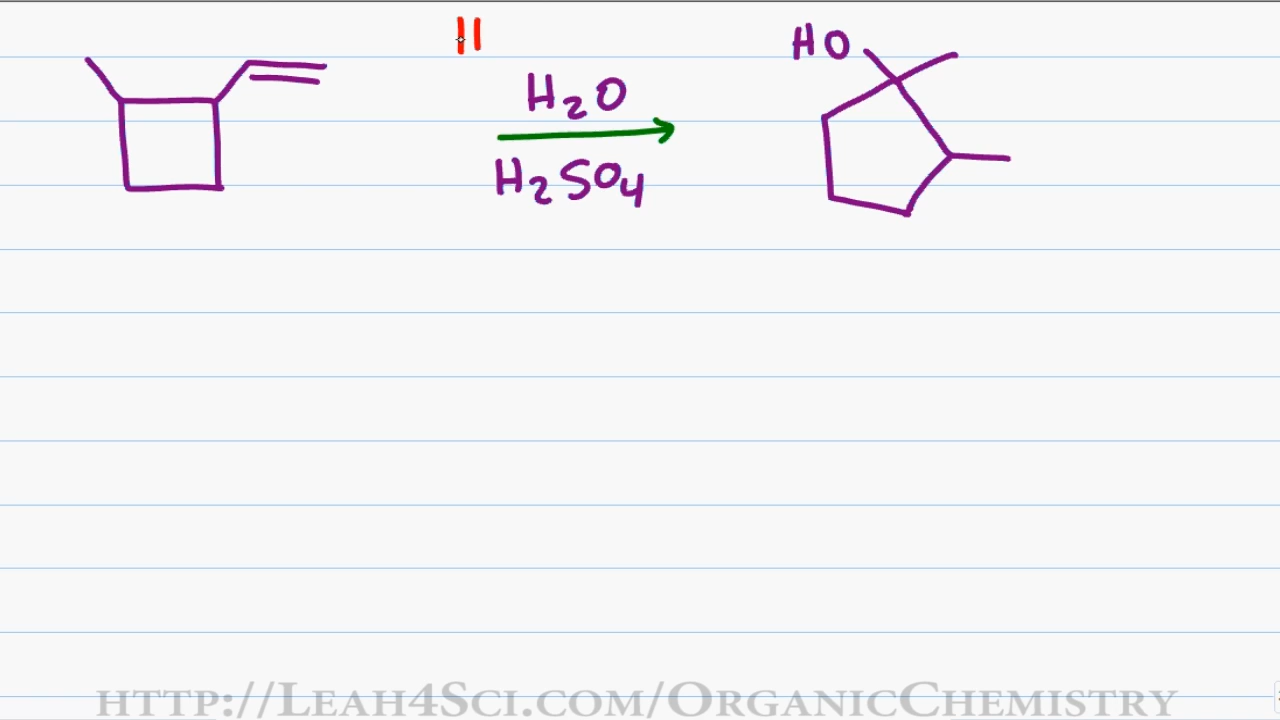 HO
H₂O
H₂SO₄
HTTP://LEAH4SCI.COM/ORGANICCHEMISTRY